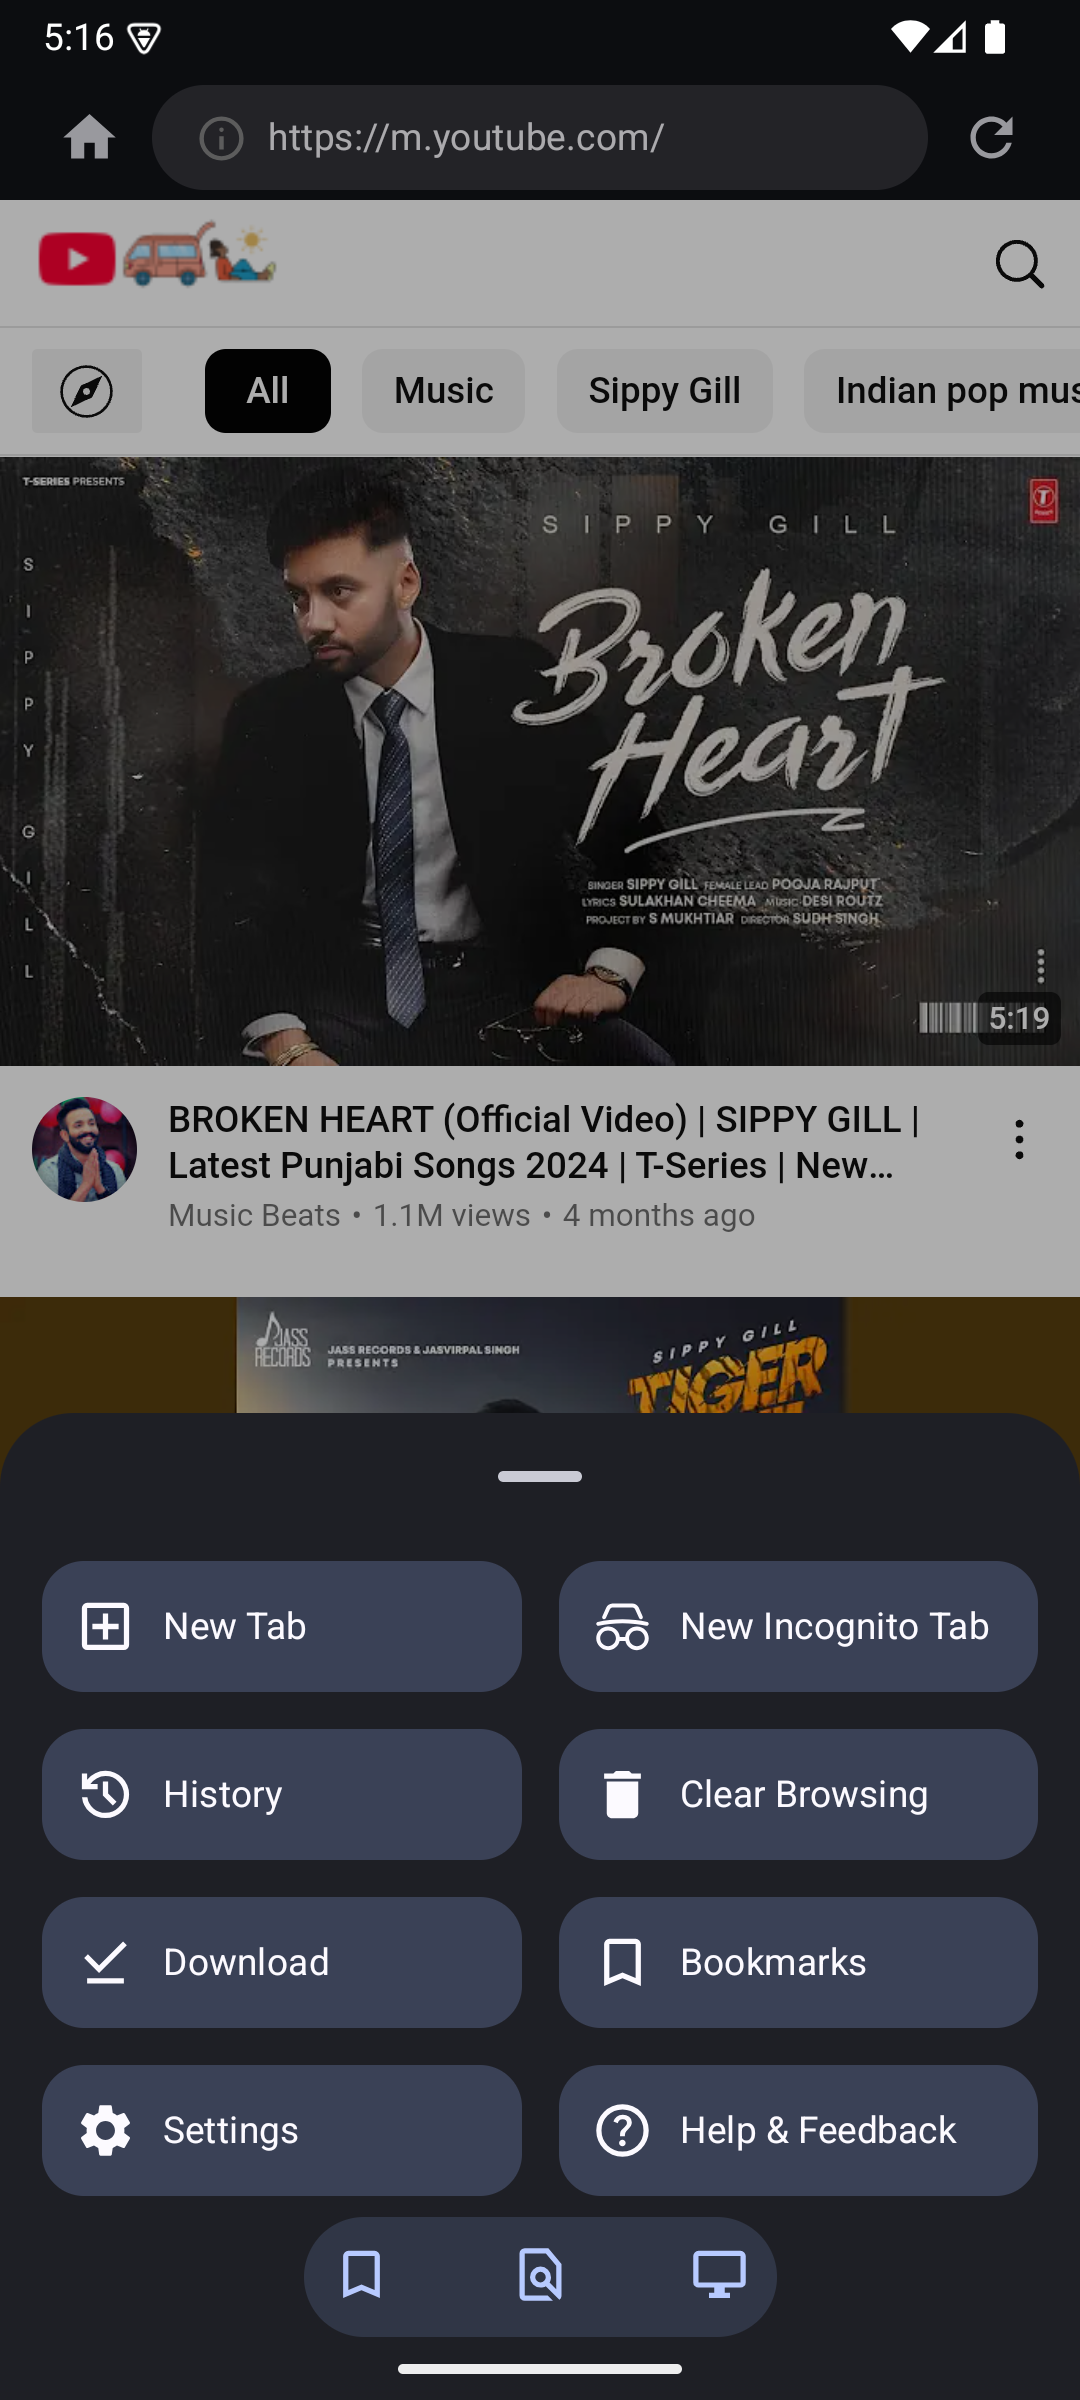 5:16
https://m.youtube.com/
All
Music
Sippy Gill
Indian pop mus
T-SERIES PRESENTS
SIPPY GILL
SIPPY GILL
Broken
Heart
SINGER SIPPY GILL FEMALE LEAD POOJA RAJPUT
LYRICS SULAKHAN CHEEMA MUSIC DESI ROUTZ
PROJECT BY S MUKHTIAR DIRECTOR SUDH SINGH
5:19
BROKEN HEART (Official Video) | SIPPY GILL |
Latest Punjabi Songs 2024 | T-Series | New...
Music Beats • 1.1M views • 4 months ago
JASS
RECORDS
JASS RECORDS & JASVIRPAL SINGH
PRESENTS
SIPPY GILL
TIGER
New Tab
New Incognito Tab
History
Clear Browsing
Download
Bookmarks
Settings
Help & Feedback